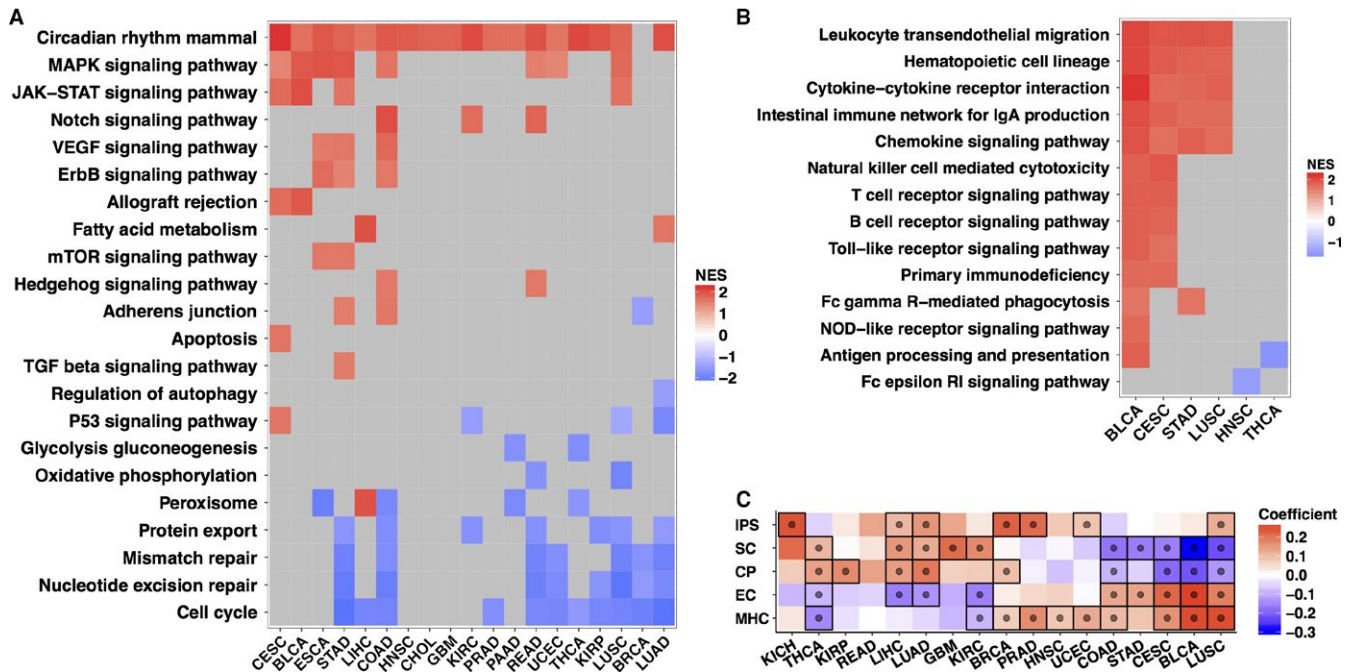 A
Circadian rhythm mammal
MAPK signaling pathway
JAK−STAT signaling pathway
Notch signaling pathway
VEGF signaling pathway
ErbB signaling pathway
Allograft rejection
Fatty acid metabolism
mTOR signaling pathway
Hedgehog signaling pathway
Adherens junction
Apoptosis
TGF beta signaling pathway
Regulation of autophagy
P53 signaling pathway
Glycolysis gluconeogenesis
Oxidative phosphorylation
Peroxisome
Protein export
Mismatch repair
Nucleotide excision repair
Cell cycle
CESC BLCA ESCA STAD LIHC COAD HNSC CHOL GBM KIRC PRAD PAAD READ UCEC THCA KIRP LUSC BRCA LUAD
NES
2
1
0
−1
−2
B
Leukocyte transendothelial migration
Hematopoietic cell lineage
Cytokine−cytokine receptor interaction
Intestinal immune network for IgA production
Chemokine signaling pathway
Natural killer cell mediated cytotoxicity
T cell receptor signaling pathway
B cell receptor signaling pathway
Toll−like receptor signaling pathway
Primary immunodeficiency
Fc gamma R−mediated phagocytosis
NOD−like receptor signaling pathway
Antigen processing and presentation
Fc epsilon RI signaling pathway
BLCA CESC STAD LUSC HNSC THCA
NES
2
1
0
−1
C
IPS
SC
CP
EC
MHC
KICH THCA KIRP READ LIHC LUAD GBM KIRC BRCA PRAD HNSC UCEC COAD STAD CESC BLCA LUSC
Coefficient
0.2
0.1
0.0
−0.1
−0.2
−0.3